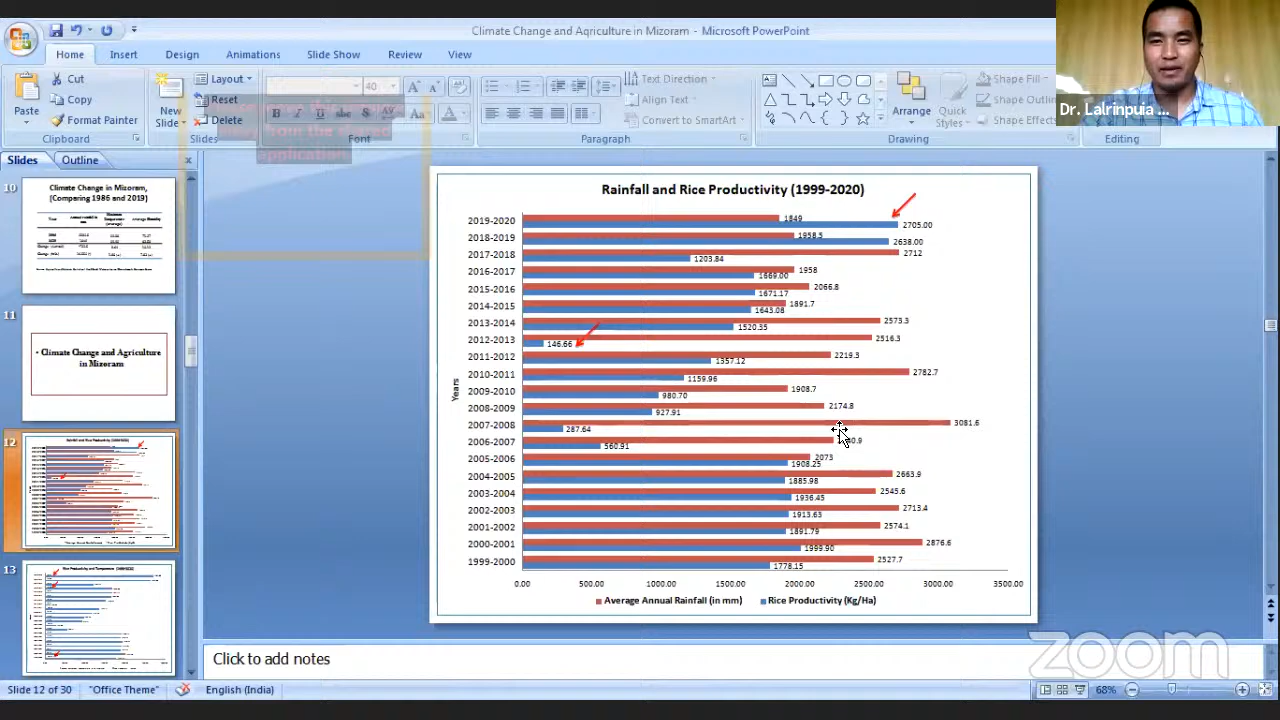 Climate Change and Agriculture in Mizoram - Microsoft PowerPoint
Home Insert Design Animations Slide Show Review View
Cut
Copy
Format Painter
Paste
Clipboard
New Slide
Layout
Reset
Delete
Slides
40
Font
Paragraph
Text Direction
Align Text
Convert to SmartArt
Arrange
Quick Styles
Shape Fill
Shape Outline
Shape Effects
Drawing
Editing
from the shared
application
Dr. Lalrinpuia ...
Slides Outline
10
Climate Change in Mizoram,
(Comparing 1986 and 2019)
11
• Climate Change and Agriculture
in Mizoram
12
13
Rainfall and Rice Productivity (1999-2020)
Years
2019-2020 1849 2705.00
2018-2019 1958.5 2638.00
2017-2018 2712 1203.84
2016-2017 1958 1669.00
2015-2016 2066.8 1671.17
2014-2015 1891.7 1643.08
2013-2014 2573.3 1520.35
2012-2013 2516.3 146.66
2011-2012 2219.3 1357.12
2010-2011 2782.7 1159.96
2009-2010 1908.7 980.70
2008-2009 2174.8 927.91
2007-2008 3081.6 287.64
2006-2007 560.91
2005-2006 2073 1908.25
2004-2005 2663.9 1885.98
2003-2004 2545.6 1936.45
2002-2003 2713.4 1913.63
2001-2002 2574.1 1891.79
2000-2001 2876.6 1999.90
1999-2000 2527.7 1778.15
0.00 500.00 1000.00 1500.00 2000.00 2500.00 3000.00 3500.00
Average Annual Rainfall (in mm) Rice Productivity (Kg/Ha)
Click to add notes
zoom
Slide 12 of 30 "Office Theme" English (India) 68%